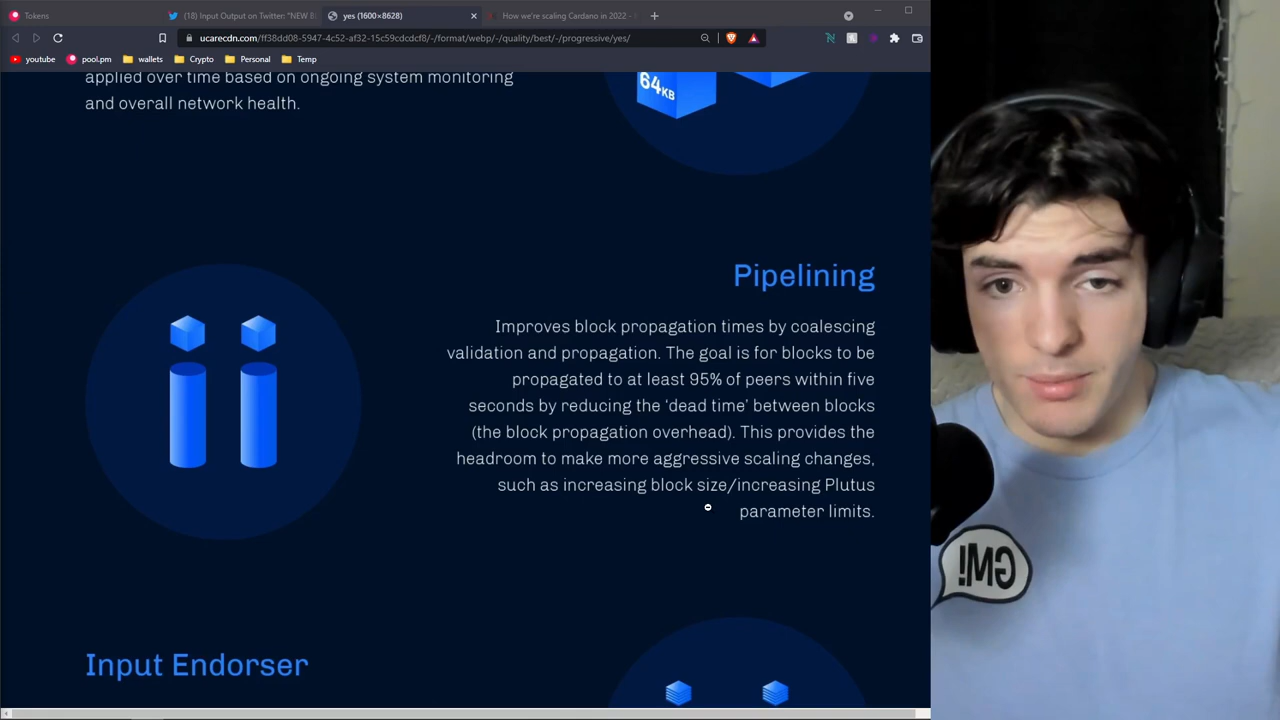 Tokens
(18) Input Output on Twitter: "NEW B
yes (1600×8628)
How we're scaling Cardano in 2022 -
ucarecdn.com/ff38dd08-5947-4c52-af32-15c59cdcdcf8/-/format/webp/-/quality/best/-/progressive/yes/
youtube
pool.pm
wallets
Crypto
Personal
Temp
applied over time based on ongoing system monitoring
and overall network health.
64KB
Pipelining
Improves block propagation times by coalescing
validation and propagation. The goal is for blocks to be
propagated to at least 95% of peers within five
seconds by reducing the ‘dead time’ between blocks
(the block propagation overhead). This provides the
headroom to make more aggressive scaling changes,
such as increasing block size/increasing Plutus
parameter limits.
Input Endorser
GM!